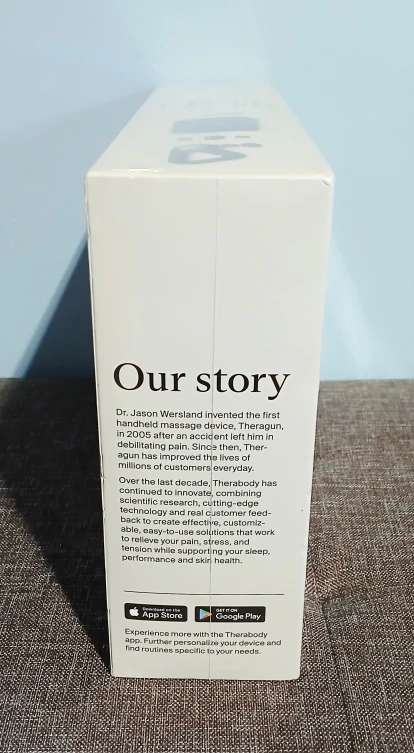 Our story
Dr. Jason Wersland invented the first
handheld massage device, Theragun,
in 2005 after an accident left him in
debilitating pain. Since then, Ther-
agun has improved the lives of
millions of customers everyday.
Over the last decade, Therabody has
continued to innovate, combining
scientific research, cutting-edge
technology and real customer feed-
back to create effective, customiz-
able, easy-to-use solutions that work
to relieve your pain, stress, and
tension while supporting your sleep,
performance and skin health.
Download on the
App Store
GET IT ON
Google Play
Experience more with the Therabody
app. Further personalize your device and
find routines specific to your needs.